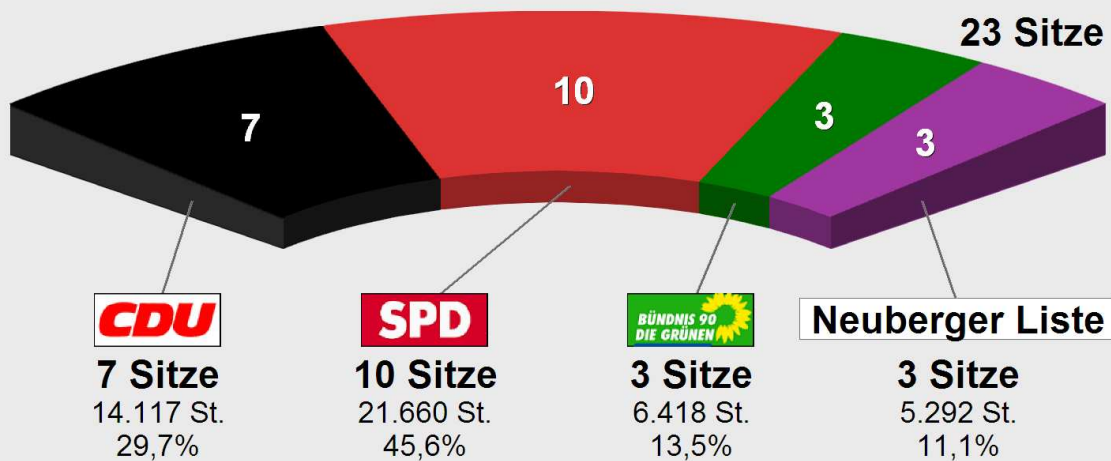 23 Sitze
7
10
3
3
CDU
SPD
BÜNDNIS 90
DIE GRÜNEN
Neuberger Liste
7 Sitze
10 Sitze
3 Sitze
3 Sitze
14.117 St.
21.660 St.
6.418 St.
5.292 St.
29,7%
45,6%
13,5%
11,1%